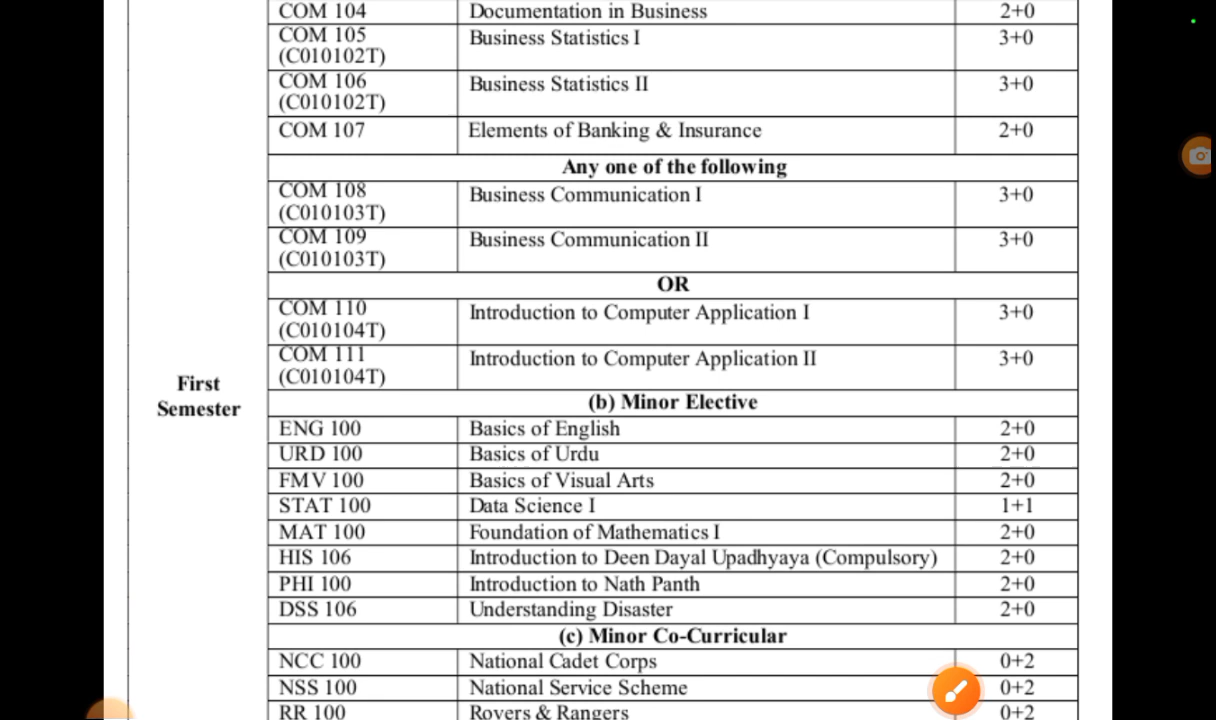 COM 104 Documentation in Business 2+0
COM 105 Business Statistics I 3+0
(C010102T)
COM 106 Business Statistics II 3+0
(C010102T)
COM 107 Elements of Banking & Insurance 2+0
Any one of the following
COM 108 Business Communication I 3+0
(C010103T)
COM 109 Business Communication II 3+0
(C010103T)
OR
COM 110 Introduction to Computer Application I 3+0
(C010104T)
COM 111 Introduction to Computer Application II 3+0
(C010104T)
First
Semester
(b) Minor Elective
ENG 100 Basics of English 2+0
URD 100 Basics of Urdu 2+0
FMV 100 Basics of Visual Arts 2+0
STAT 100 Data Science I 1+1
MAT 100 Foundation of Mathematics I 2+0
HIS 106 Introduction to Deen Dayal Upadhyaya (Compulsory) 2+0
PHI 100 Introduction to Nath Panth 2+0
DSS 106 Understanding Disaster 2+0
(c) Minor Co-Curricular
NCC 100 National Cadet Corps 0+2
NSS 100 National Service Scheme 0+2
RR 100 Rovers & Rangers 0+2